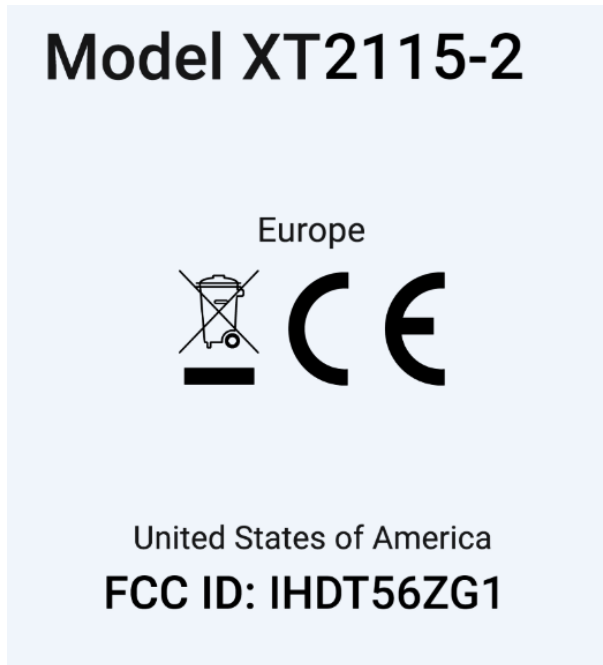 Model XT2115-2
Europe
CE
United States of America
FCC ID: IHDT56ZG1